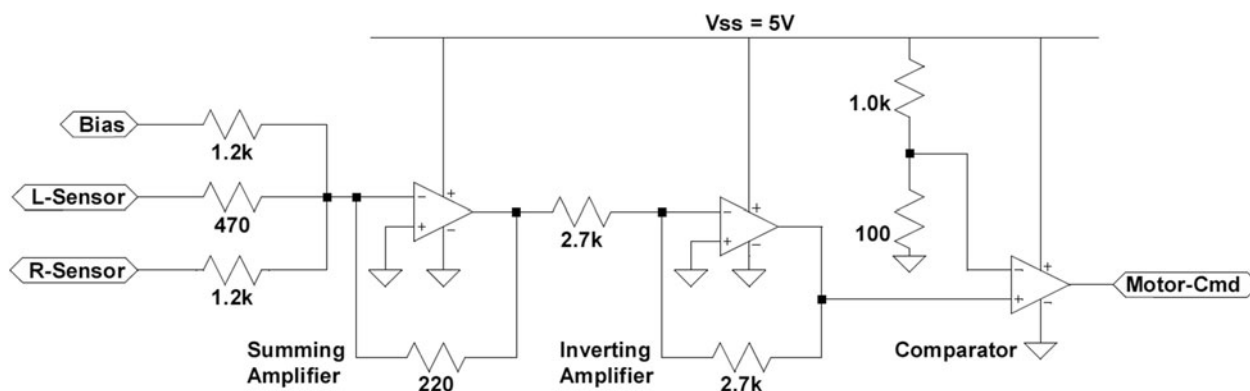 Vss = 5V
Bias
1.2k
L-Sensor
470
R-Sensor
1.2k
Summing
Amplifier
220
2.7k
Inverting
Amplifier
2.7k
1.0k
100
Comparator
Motor-Cmd